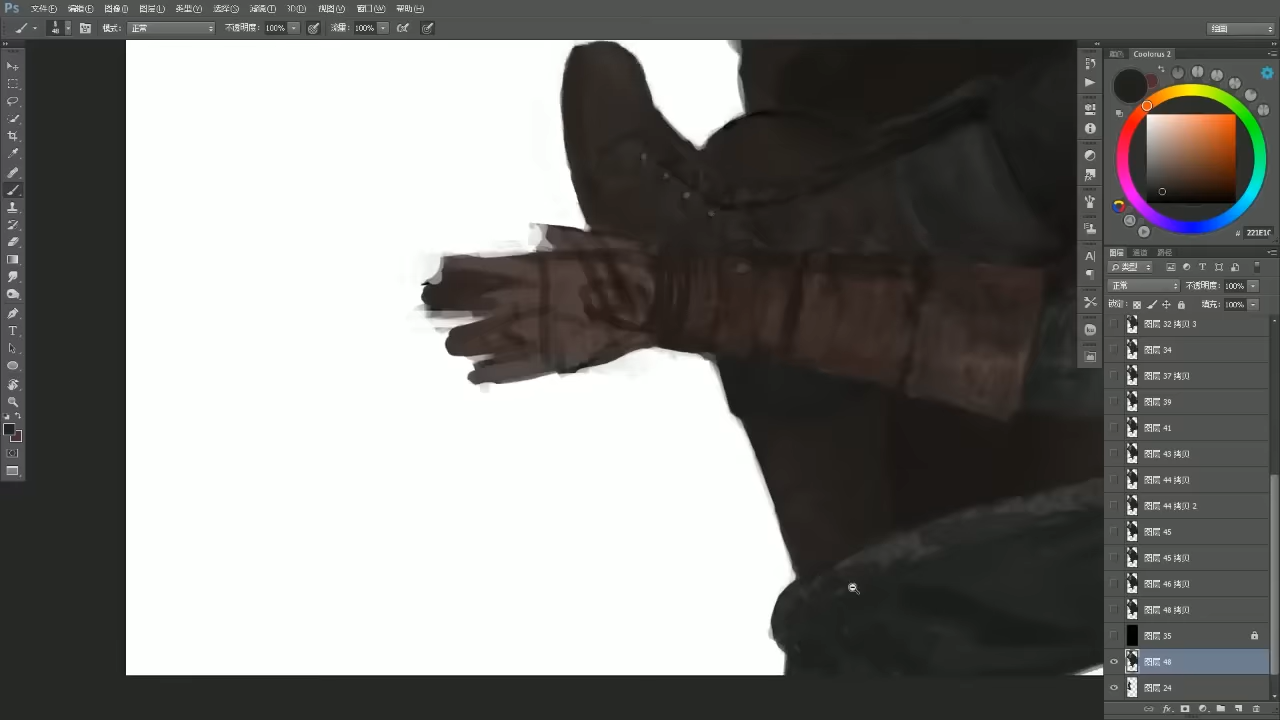 Ps 文件(F) 编辑(E) 图像(I) 图层(L) 类型(Y) 选择(S) 滤镜(T) 3D(D) 视图(V) 窗口(W) 帮助(H)
48 模式: 正常 不透明度: 100% 流量: 100% 绘画
Coolorus 2
# 221E1C
图层 通道 路径
类型
正常 不透明度: 100%
锁定: 填充: 100%
图层 32 拷贝 3
图层 34
图层 37 拷贝
图层 39
图层 41
图层 43 拷贝
图层 44 拷贝
图层 44 拷贝 2
图层 45
图层 45 拷贝
图层 46 拷贝
图层 48 拷贝
图层 35
图层 48
图层 24